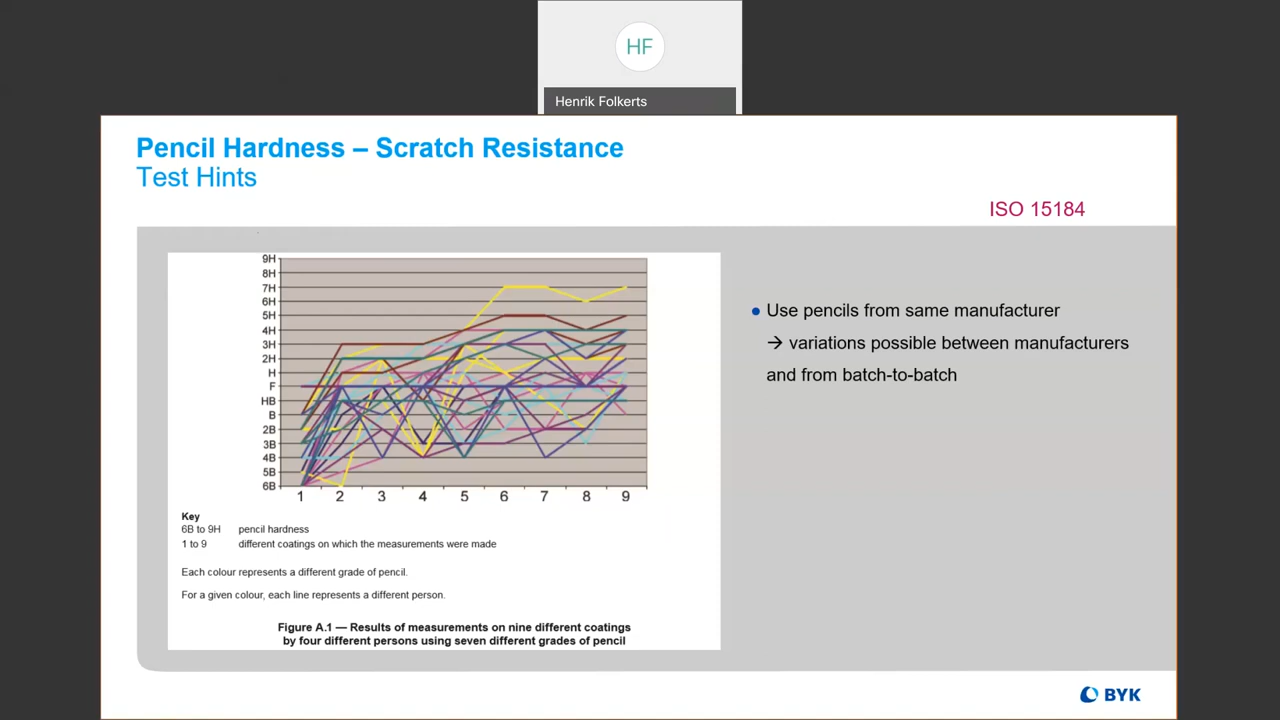 HF
Henrik Folkerts
Pencil Hardness – Scratch Resistance
Test Hints
ISO 15184
9H
8H
7H
6H
5H
4H
3H
2H
H
F
HB
B
2B
3B
4B
5B
6B
1 2 3 4 5 6 7 8 9
Key
6B to 9H pencil hardness
1 to 9 different coatings on which the measurements were made
Each colour represents a different grade of pencil.
For a given colour, each line represents a different person.
Figure A.1 — Results of measurements on nine different coatings
by four different persons using seven different grades of pencil
• Use pencils from same manufacturer
→ variations possible between manufacturers
and from batch-to-batch
BYK